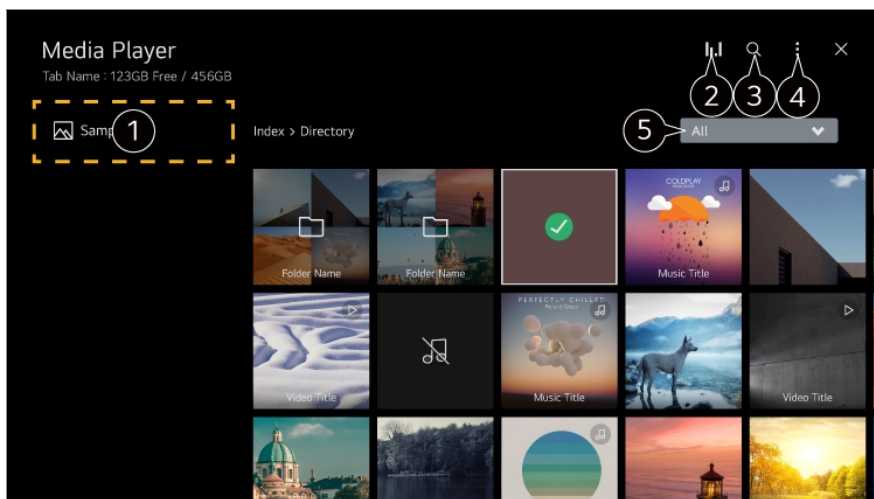 Media Player
Tab Name : 123GB Free / 456GB
2
3
4
1
Index > Directory
5
All
COLDPLAY
Folder Name
Folder Name
Music Title
PERFECTLY CHILLED
Video Title
Music Title
Video Title